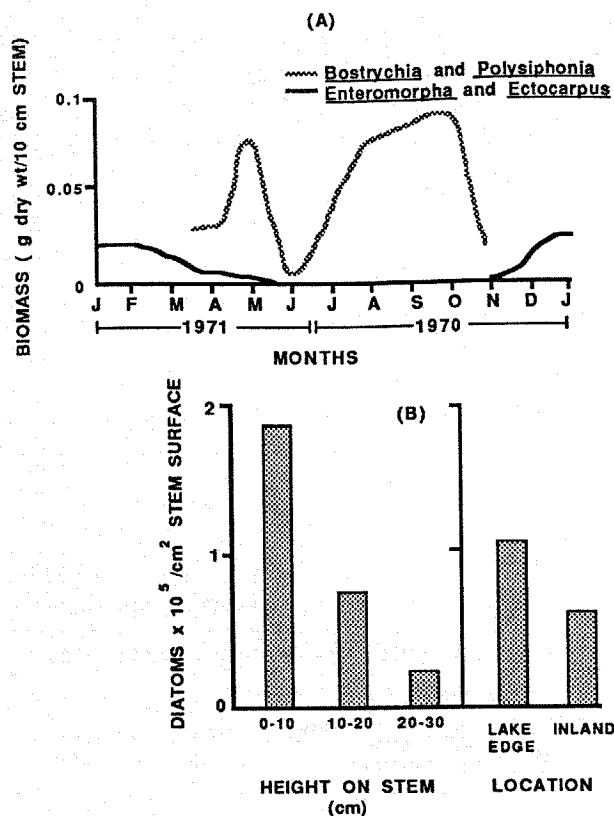 (A)
Bostrychia and Polysiphonia
Enteromorpha and Ectocarpus
BIOMASS ( g dry wt/10 cm STEM)
0.1
0.05
0
J F M A M J J A S O N D J
1971 1970
MONTHS
(B)
DIATOMS x 10 5 /cm 2 STEM SURFACE
2
1
0
0-10 10-20 20-30
LAKE EDGE
INLAND
HEIGHT ON STEM
(cm)
LOCATION